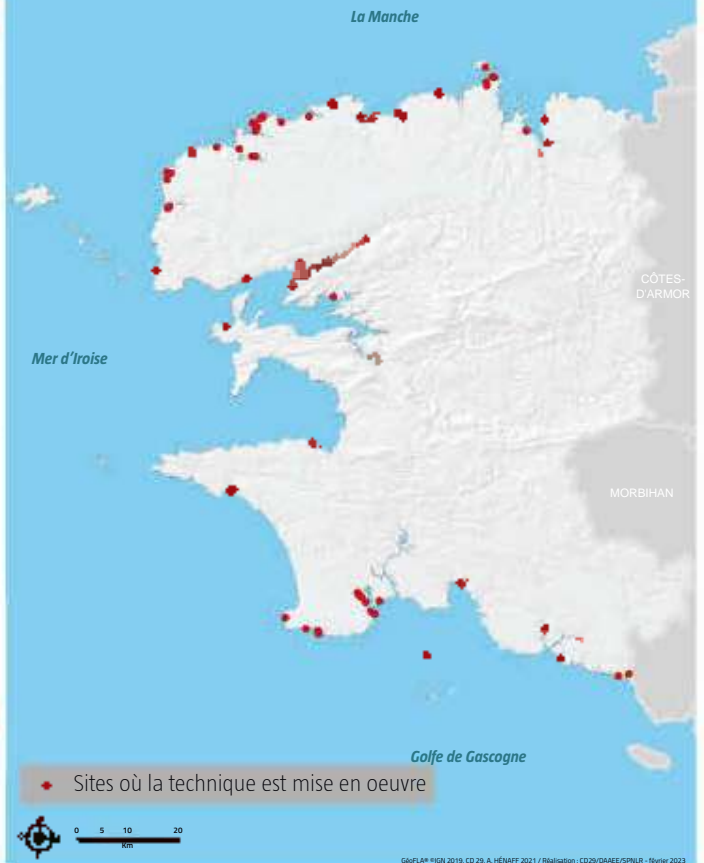 La Manche
CÔTES-
D'ARMOR
Mer d'Iroise
MORBIHAN
Golfe de Gascogne
Sites où la technique est mise en oeuvre
0 5 10 20
Km
GéoFLA® ®IGN 2019, CD 29, A. HÉNAFF 2021 / Réalisation : CD29/DAAEE/SPNLR - février 2023